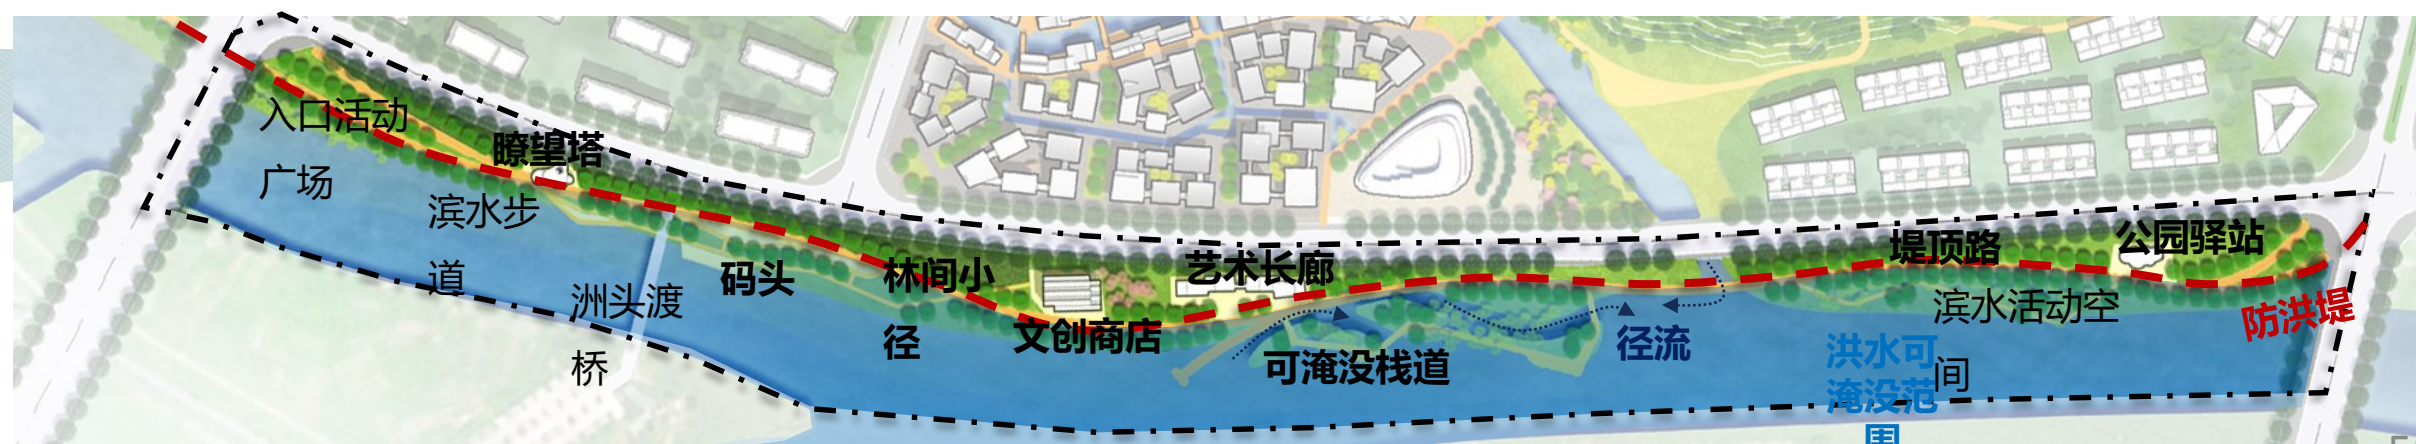 入口活动
广场
瞭望塔
滨水步
道
洲头渡
桥
码头
林间小
径
文创商店
艺术长廊
可淹没栈道
径流
堤顶路
公园驿站
滨水活动空
间
洪水可
淹没范
围
防洪堤